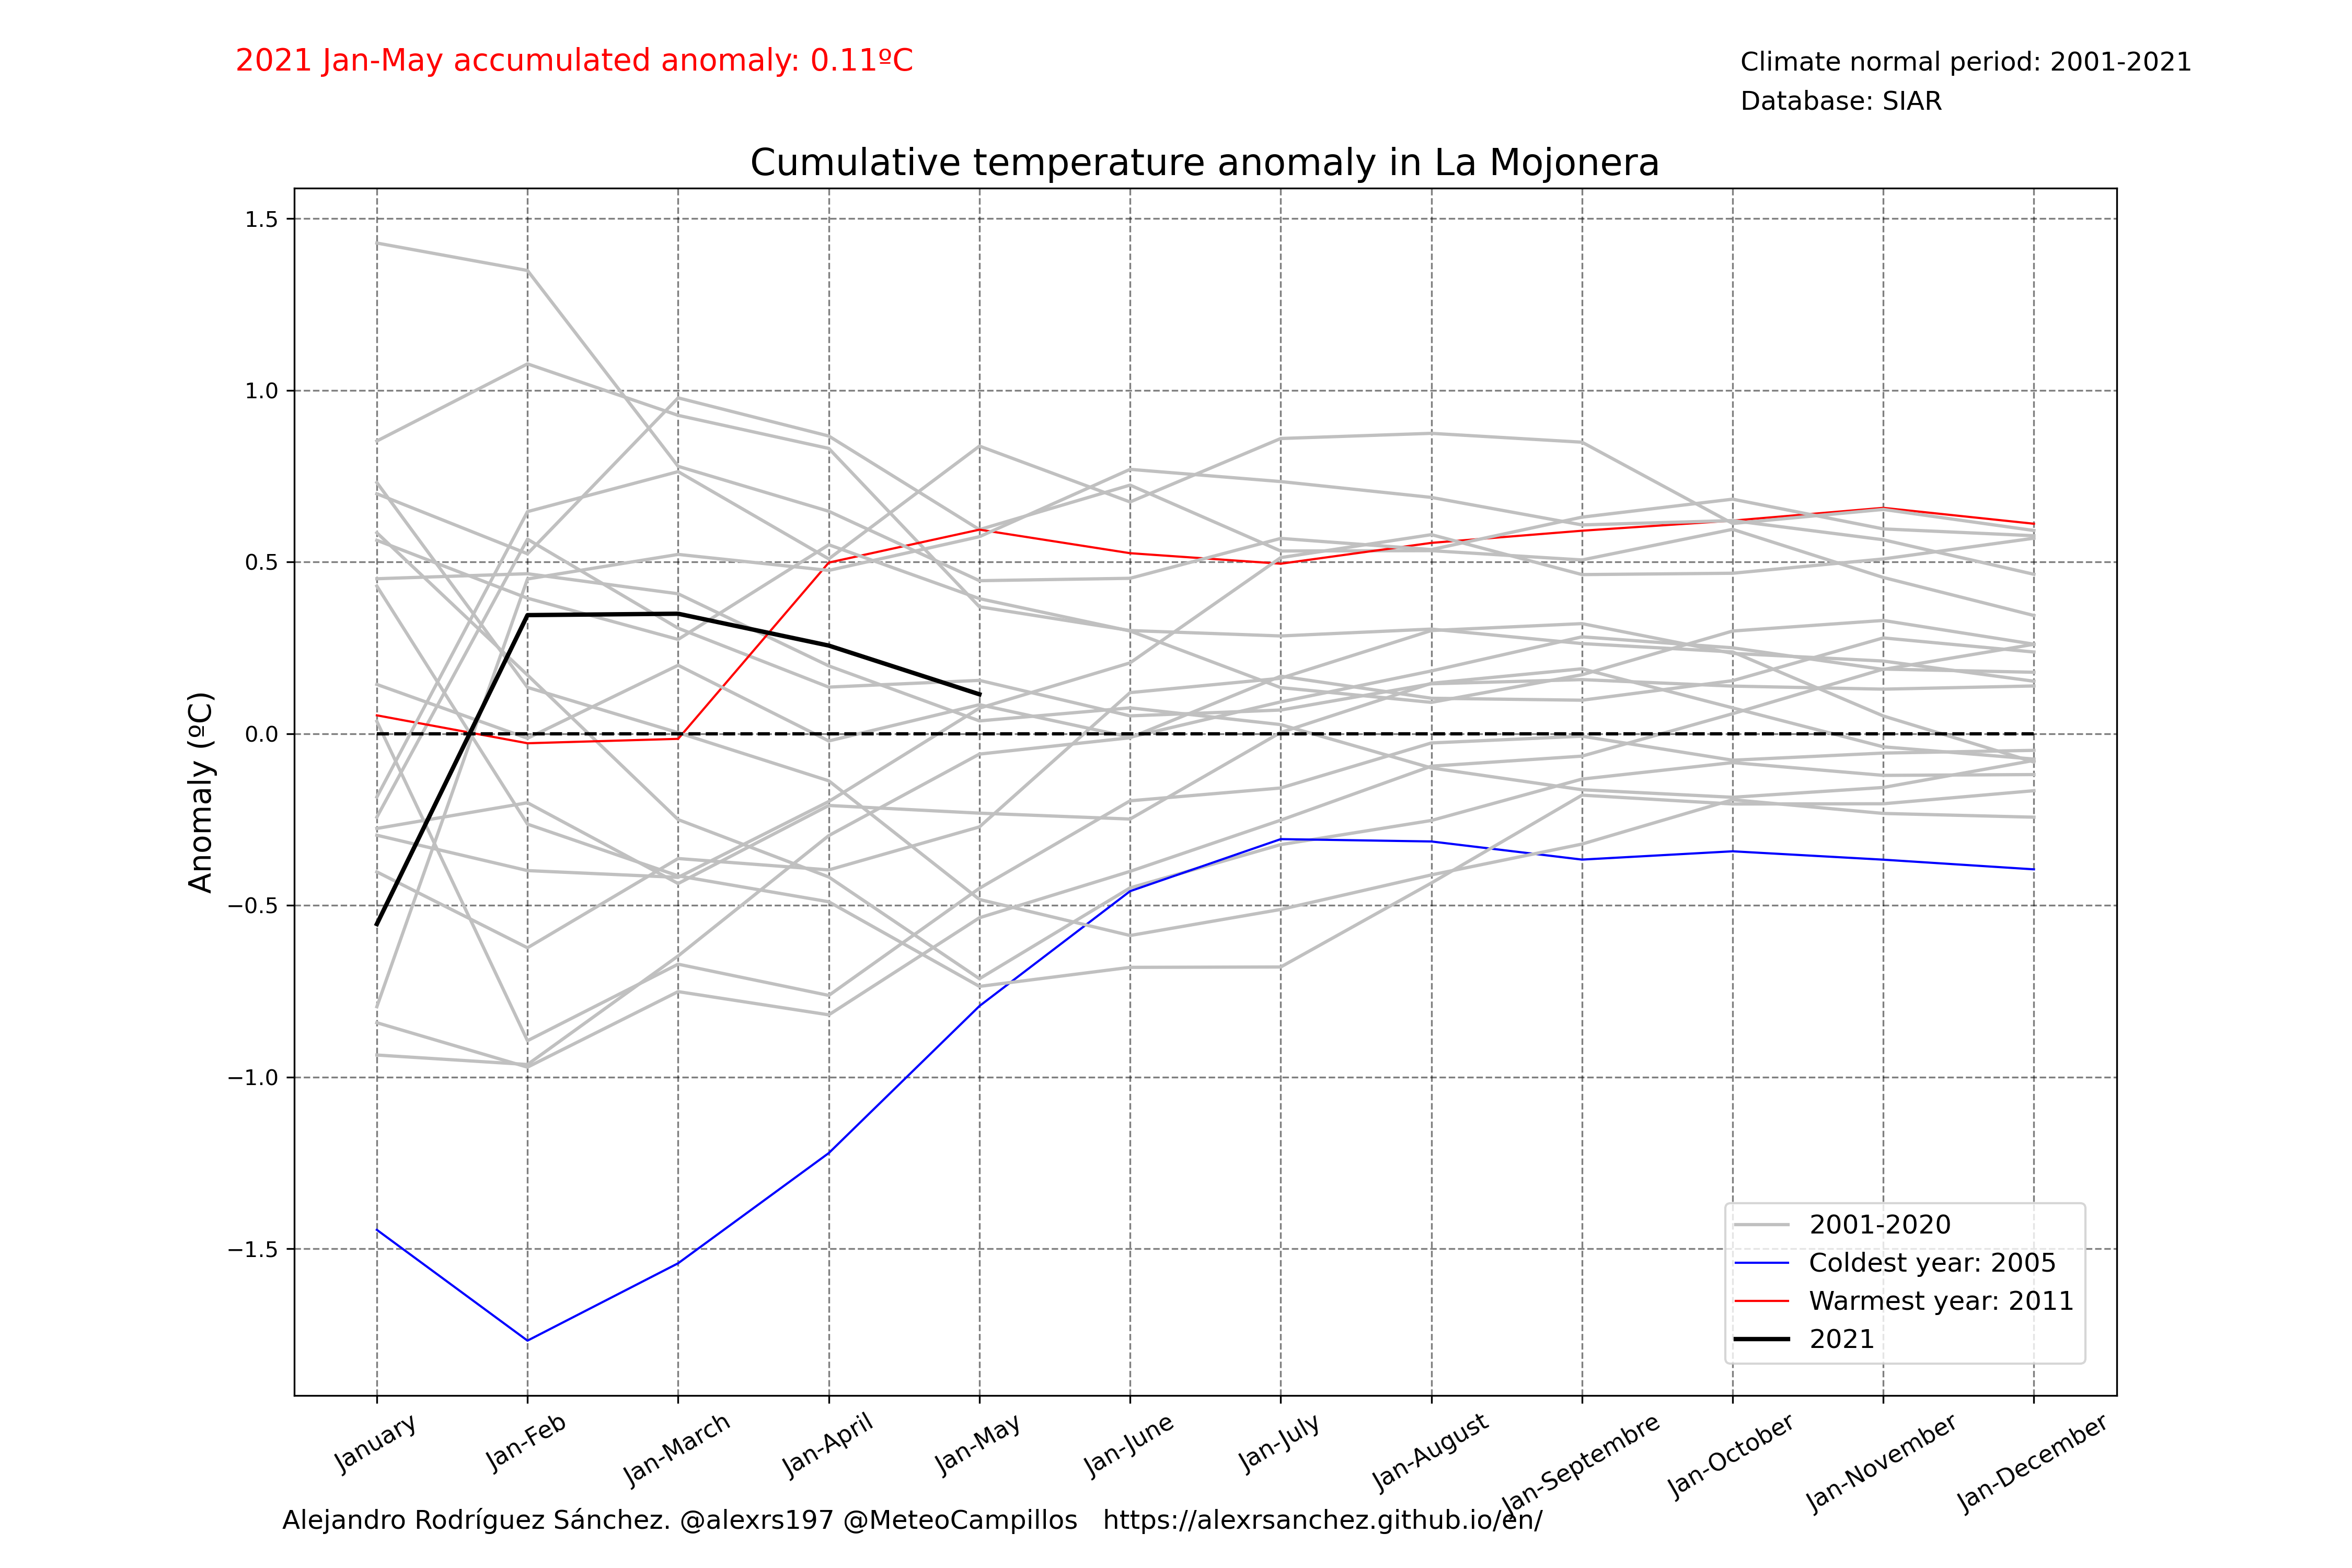 2021 Jan-May accumulated anomaly: 0.11ºC
Climate normal period: 2001-2021
Database: SIAR
Cumulative temperature anomaly in La Mojonera
Anomaly (ºC)
1.5
1.0
0.5
0.0
−0.5
−1.0
−1.5
2001-2020
Coldest year: 2005
Warmest year: 2011
2021
January
Jan-Feb
Jan-March
Jan-April
Jan-May
Jan-June
Jan-July
Jan-August
Jan-Septembre
Jan-October
Jan-November
Jan-December
Alejandro Rodríguez Sánchez. @alexrs197 @MeteoCampillos https://alexrsanchez.github.io/en/